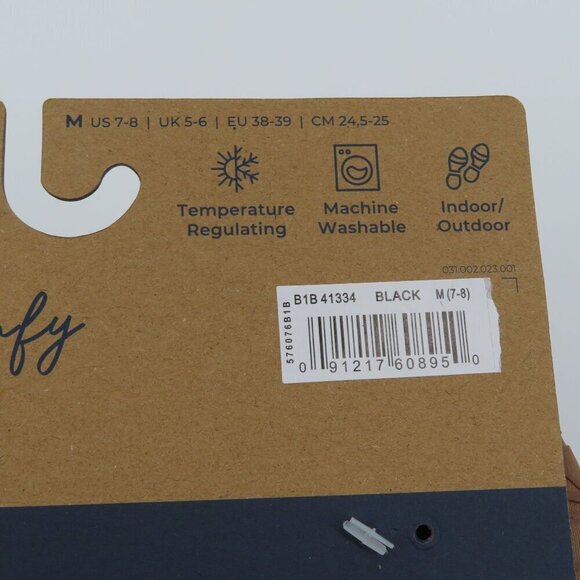 M US 7-8 | UK 5-6 | EU 38-39 | CM 24,5-25
Temperature Regulating
Machine Washable
Indoor/ Outdoor
031.002.023.001
B1B 41334 BLACK M (7-8)
576076B1B
0 91217 60895 0